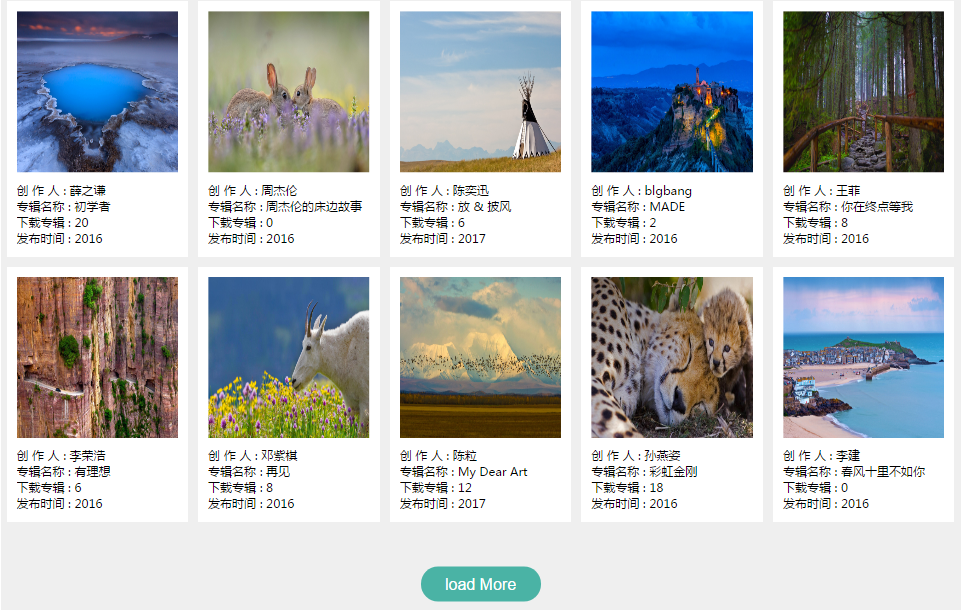 创 作 人 : 薛之谦
专辑名称 : 初学者
下载专辑 : 20
发布时间 : 2016
创 作 人 : 周杰伦
专辑名称 : 周杰伦的床边故事
下载专辑 : 0
发布时间 : 2016
创 作 人 : 陈奕迅
专辑名称 : 放 & 披风
下载专辑 : 6
发布时间 : 2017
创 作 人 : blgbang
专辑名称 : MADE
下载专辑 : 2
发布时间 : 2016
创 作 人 : 王菲
专辑名称 : 你在终点等我
下载专辑 : 8
发布时间 : 2016
创 作 人 : 李荣浩
专辑名称 : 有理想
下载专辑 : 6
发布时间 : 2016
创 作 人 : 邓紫棋
专辑名称 : 再见
下载专辑 : 8
发布时间 : 2016
创 作 人 : 陈粒
专辑名称 : My Dear Art
下载专辑 : 12
发布时间 : 2017
创 作 人 : 孙燕姿
专辑名称 : 彩虹金刚
下载专辑 : 18
发布时间 : 2016
创 作 人 : 李建
专辑名称 : 春风十里不如你
下载专辑 : 0
发布时间 : 2016
load More